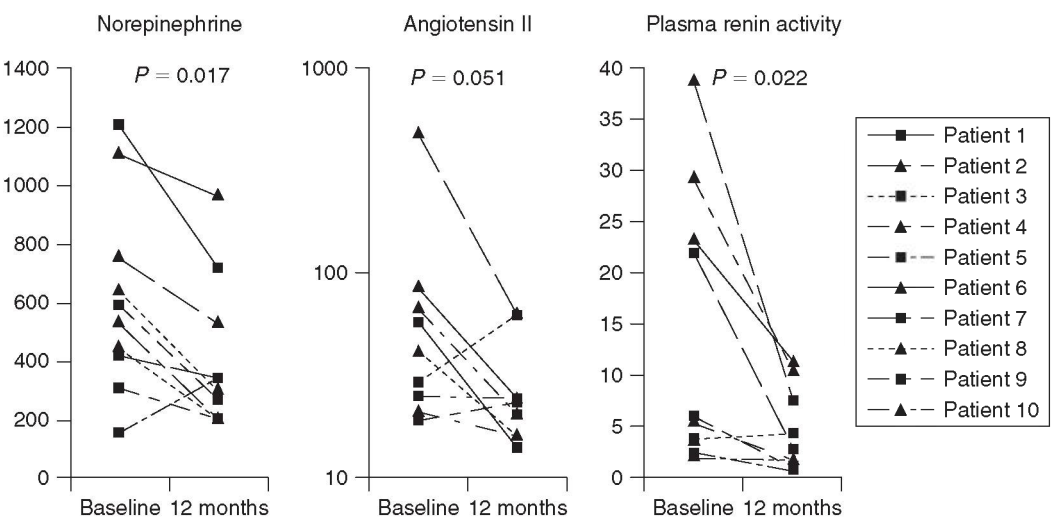 Norepinephrine
P = 0.017
1400
1200
1000
800
600
400
200
0
Baseline 12 months
Angiotensin II
P = 0.051
1000
100
10
Baseline 12 months
Plasma renin activity
P = 0.022
40
35
30
25
20
15
10
5
0
Baseline 12 months
Patient 1
Patient 2
Patient 3
Patient 4
Patient 5
Patient 6
Patient 7
Patient 8
Patient 9
Patient 10